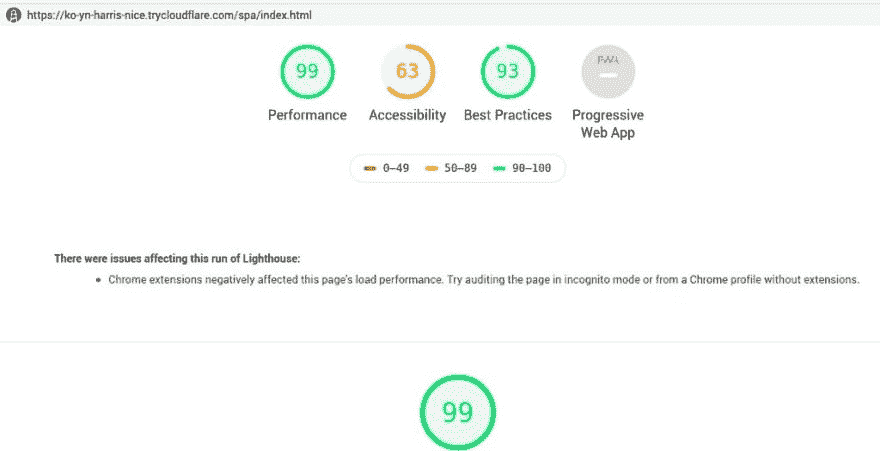 https://ko-yn-harris-nice.trycloudflare.com/spa/index.html
99 63 93 PWA
Performance Accessibility Best Practices Progressive
Web App
0–49 50–89 90–100
There were issues affecting this run of Lighthouse:
• Chrome extensions negatively affected this page's load performance. Try auditing the page in incognito mode or from a Chrome profile without extensions.
99